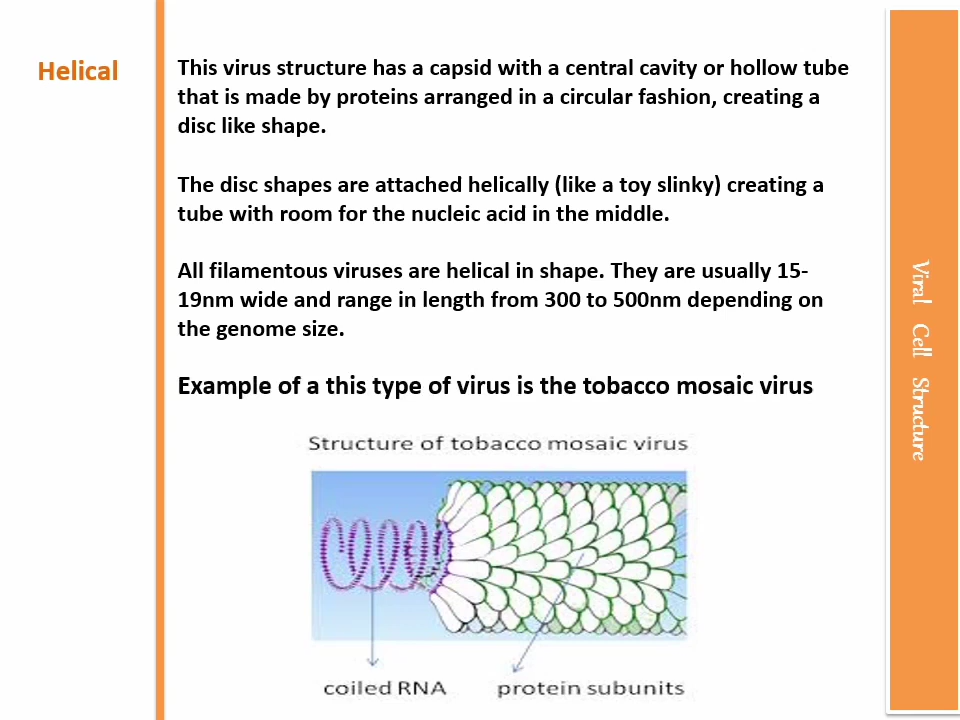 Helical
This virus structure has a capsid with a central cavity or hollow tube
that is made by proteins arranged in a circular fashion, creating a
disc like shape.
The disc shapes are attached helically (like a toy slinky) creating a
tube with room for the nucleic acid in the middle.
All filamentous viruses are helical in shape. They are usually 15-
19nm wide and range in length from 300 to 500nm depending on
the genome size.
Example of a this type of virus is the tobacco mosaic virus
Structure of tobacco mosaic virus
coiled RNA
protein subunits
Viral Cell Structure